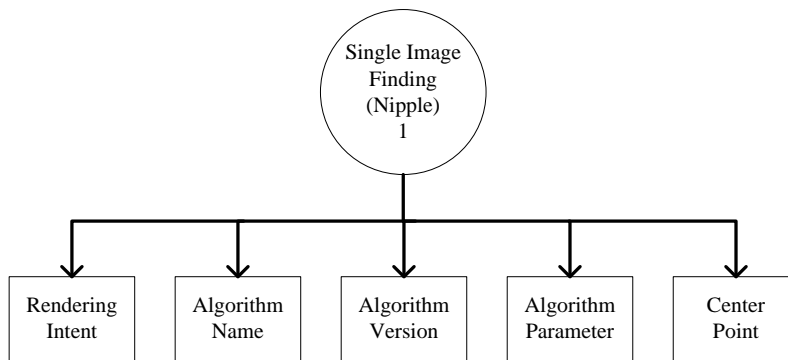 Single Image
Finding
(Nipple)
1
Rendering
Intent
Algorithm
Name
Algorithm
Version
Algorithm
Parameter
Center
Point